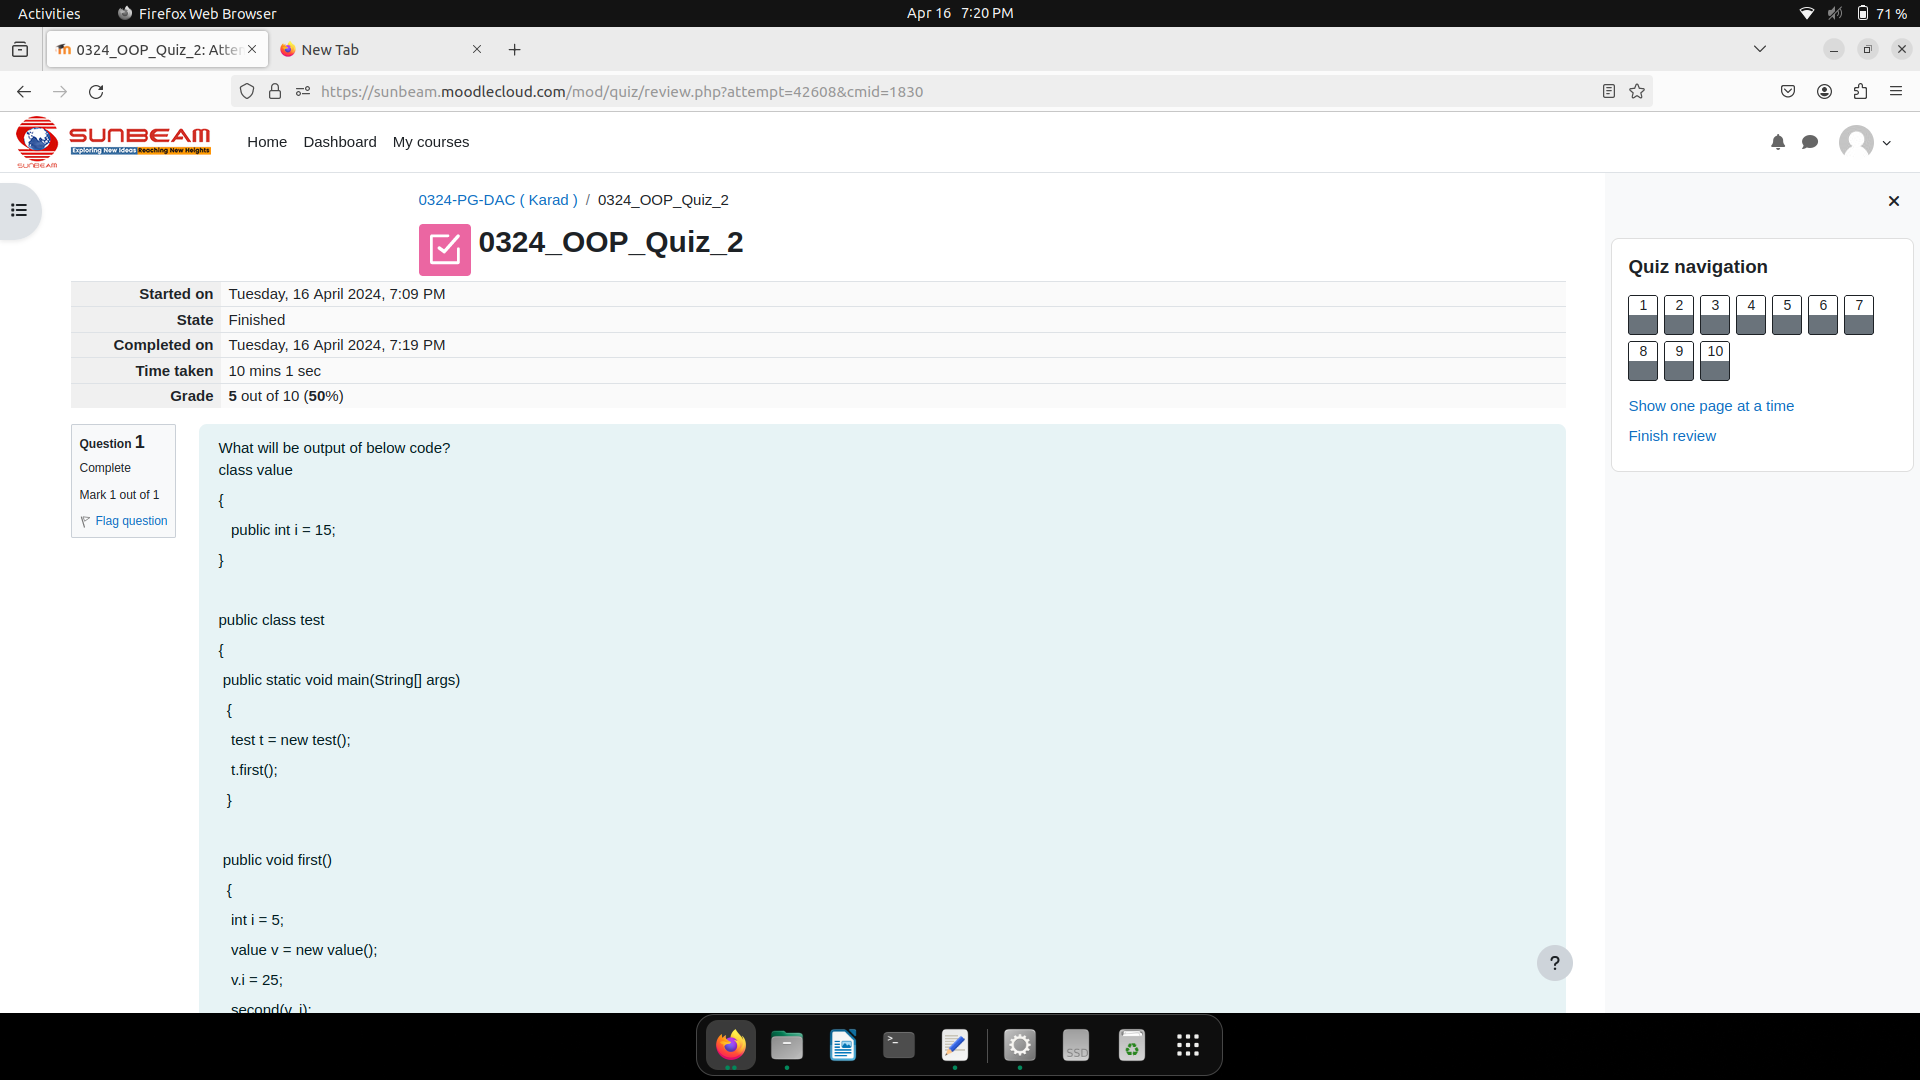 Activities
Firefox Web Browser
Apr 16 7:20 PM
71 %
0324_OOP_Quiz_2: Atte
New Tab
https://sunbeam.moodlecloud.com/mod/quiz/review.php?attempt=42608&cmid=1830
SUNBEAM
Exploring New Ideas Reaching New Heights
SUNBEAM
Home
Dashboard
My courses
0324-PG-DAC ( Karad ) / 0324_OOP_Quiz_2
0324_OOP_Quiz_2
Started on Tuesday, 16 April 2024, 7:09 PM
State Finished
Completed on Tuesday, 16 April 2024, 7:19 PM
Time taken 10 mins 1 sec
Grade 5 out of 10 (50%)
Question 1
Complete
Mark 1 out of 1
Flag question
What will be output of below code?
class value
{
public int i = 15;
}
public class test
{
public static void main(String[] args)
{
test t = new test();
t.first();
}
public void first()
{
int i = 5;
value v = new value();
v.i = 25;
second(v, i);
Quiz navigation
1 2 3 4 5 6 7
8 9 10
Show one page at a time
Finish review
?
>_
SSD